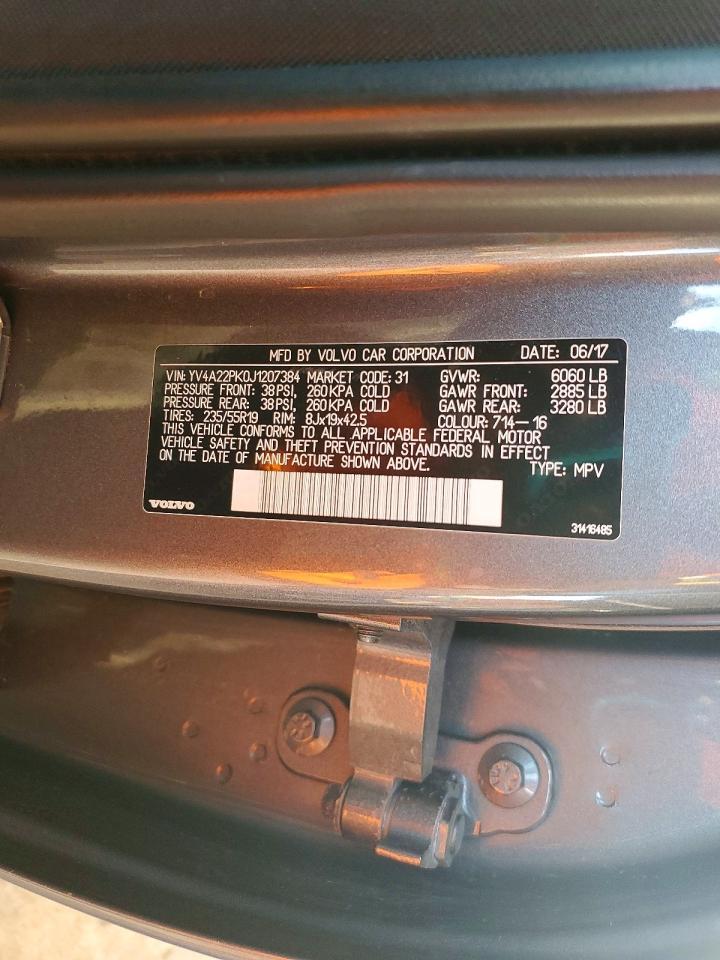 MFD BY VOLVO CAR CORPORATION DATE: 06/17
VIN: YV4A22PK0J1207384 MARKET CODE: 31 GVWR: 6060 LB
PRESSURE FRONT: 38 PSI, 260 KPA COLD GAWR FRONT: 2885 LB
PRESSURE REAR: 38 PSI, 260 KPA COLD GAWR REAR: 3280 LB
TIRES: 235/55R19 RIM: 8Jx19x42.5 COLOUR: 714-16
THIS VEHICLE CONFORMS TO ALL APPLICABLE FEDERAL MOTOR
VEHICLE SAFETY AND THEFT PREVENTION STANDARDS IN EFFECT
ON THE DATE OF MANUFACTURE SHOWN ABOVE. TYPE: MPV
VOLVO 31416485